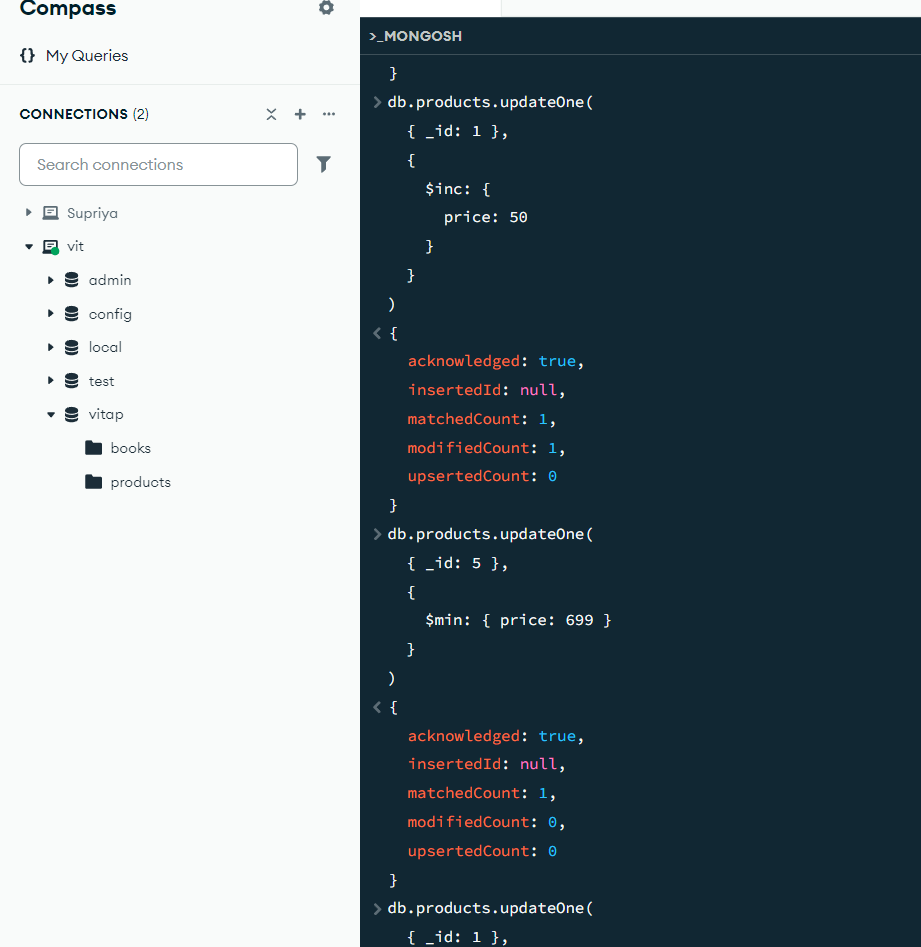 Compass
{} My Queries
CONNECTIONS (2)
Search connections
Supriya
vit
admin
config
local
test
vitap
books
products
>_MONGOSH
}
> db.products.updateOne(
{ _id: 1 },
{
$inc: {
price: 50
}
}
)
< {
acknowledged: true,
insertedId: null,
matchedCount: 1,
modifiedCount: 1,
upsertedCount: 0
}
> db.products.updateOne(
{ _id: 5 },
{
$min: { price: 699 }
}
)
< {
acknowledged: true,
insertedId: null,
matchedCount: 1,
modifiedCount: 0,
upsertedCount: 0
}
> db.products.updateOne(
{ _id: 1 },